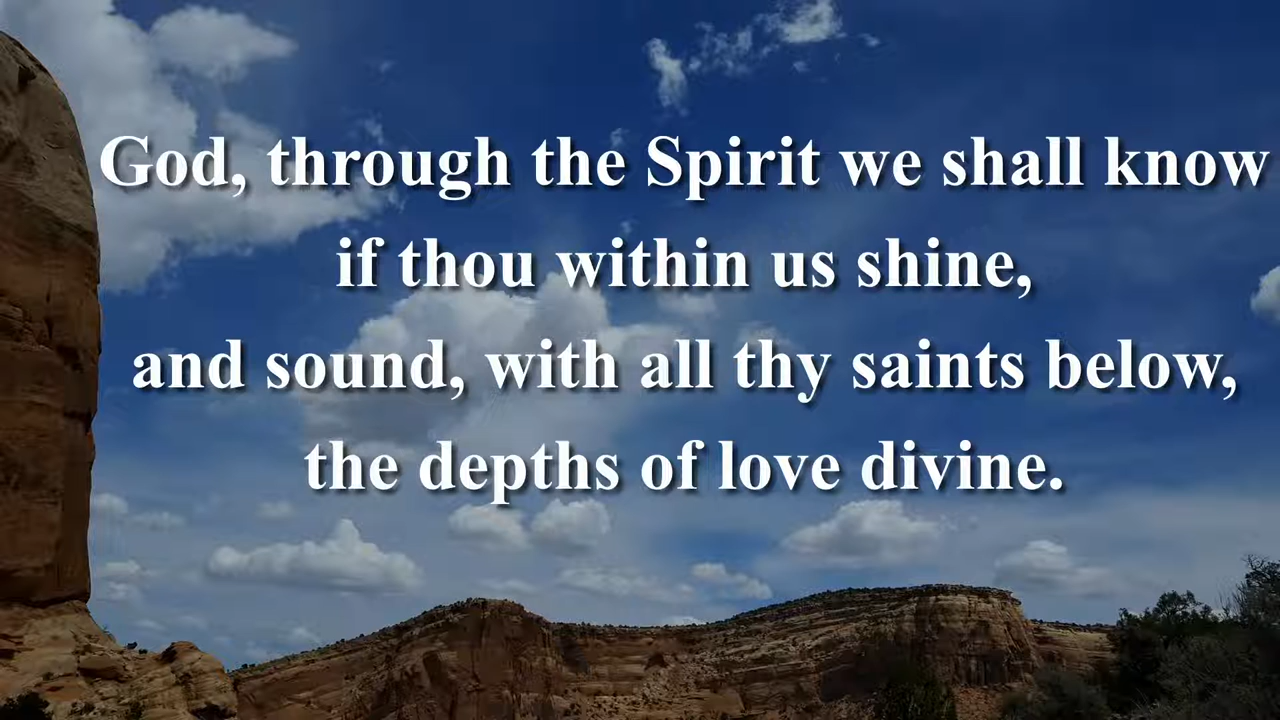 God, through the Spirit we shall know
if thou within us shine,
and sound, with all thy saints below,
the depths of love divine.